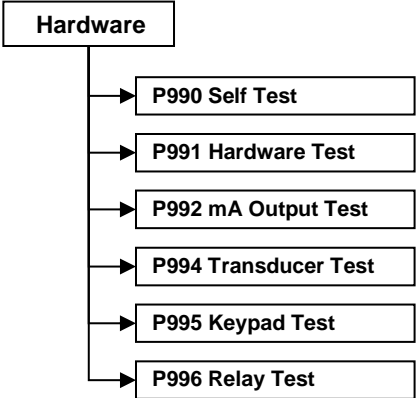 Hardware
P990 Self Test
P991 Hardware Test
P992 mA Output Test
P994 Transducer Test
P995 Keypad Test
P996 Relay Test